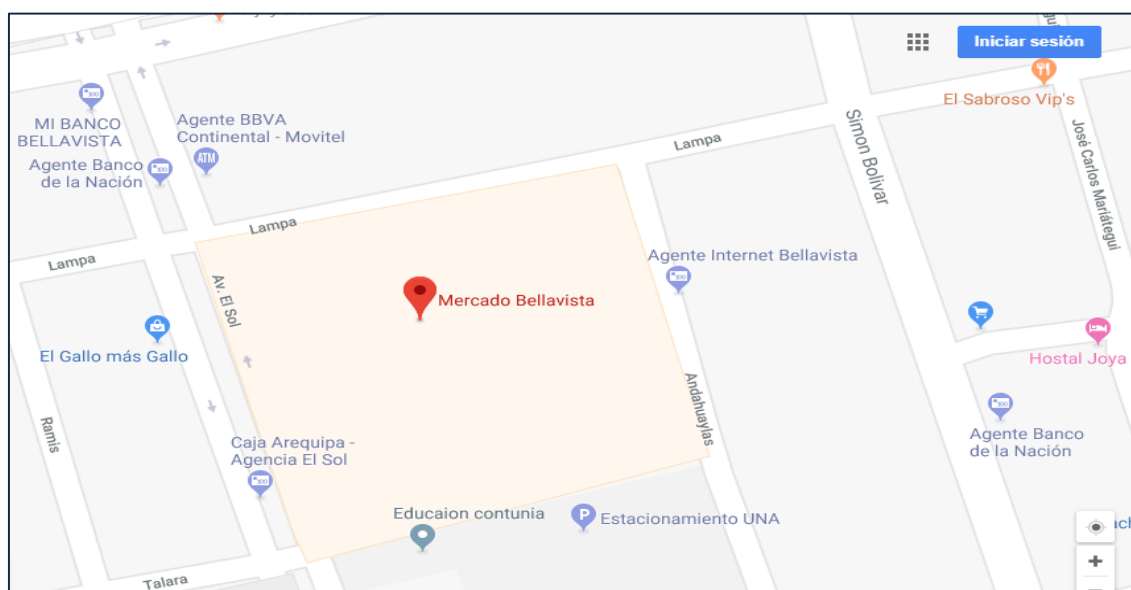 Iniciar sesión
El Sabroso Vip's
MI BANCO
BELLAVISTA
Agente BBVA
Continental - Movitel
ATM
Agente Banco
de la Nación
Lampa
Simon Bolivar
José Carlos Mariátegui
Lampa
Lampa
Agente Internet Bellavista
Av. El Sol
Mercado Bellavista
El Gallo más Gallo
Hostal Joya
Andahuaylas
Ramis
Caja Arequipa -
Agencia El Sol
Agente Banco
de la Nación
Educaion contunia
P
Estacionamiento UNA
Talara
+